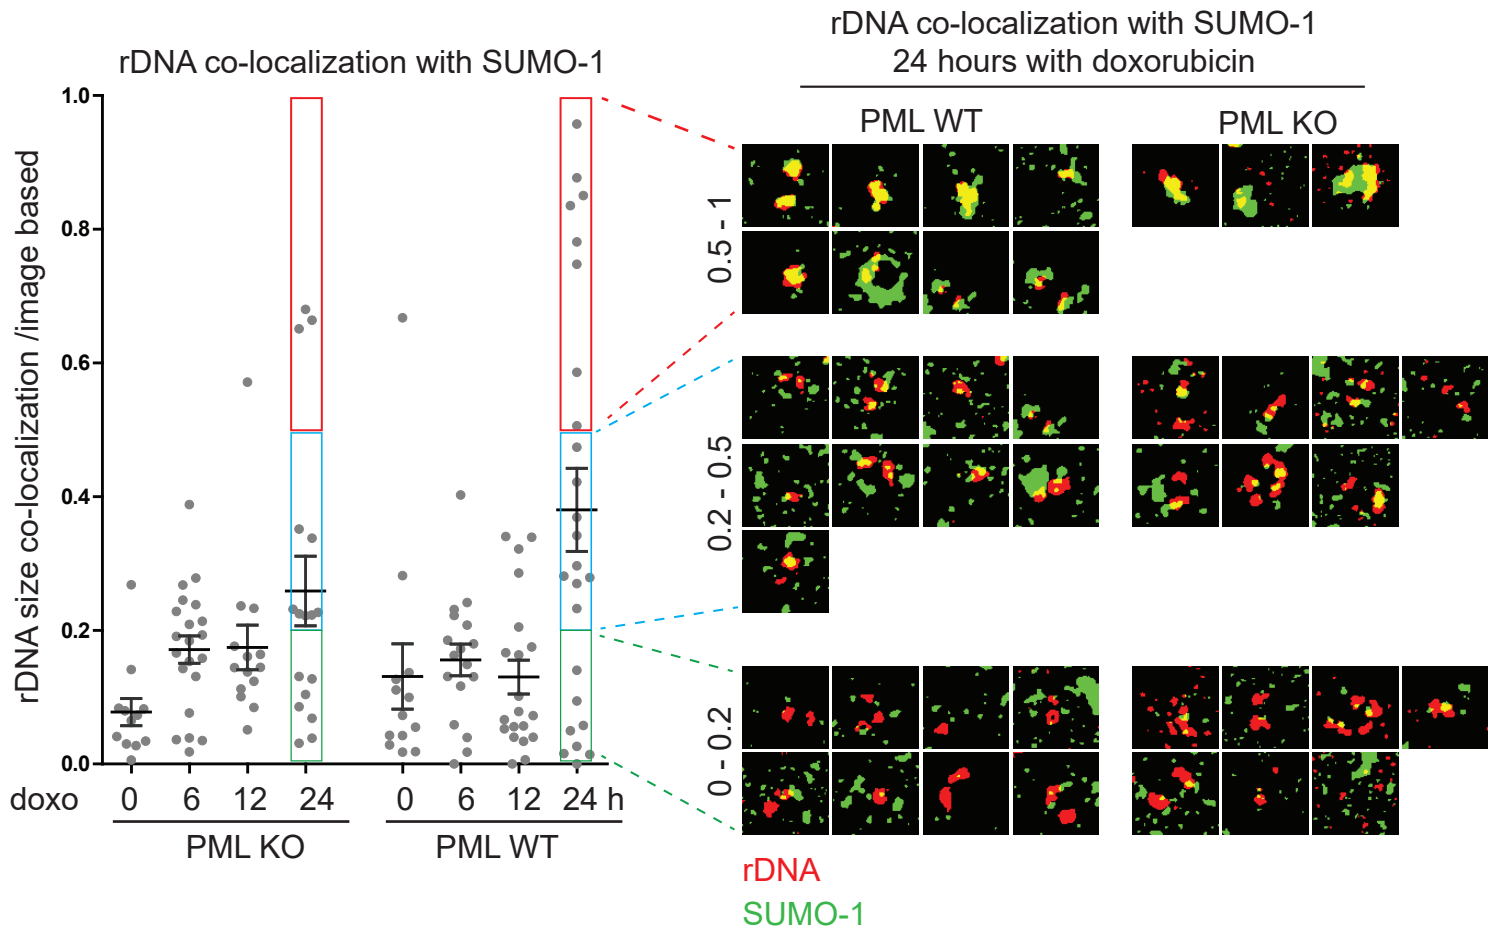 rDNA co-localization with SUMO-1
rDNA co-localization with SUMO-1
24 hours with doxorubicin
PML WT
PML KO
rDNA size co-localization /image based
1.0
0.8
0.6
0.4
0.2
0.0
doxo 0 6 12 24 0 6 12 24 h
PML KO
PML WT
0.5 - 1
0.2 - 0.5
0 - 0.2
rDNA
SUMO-1